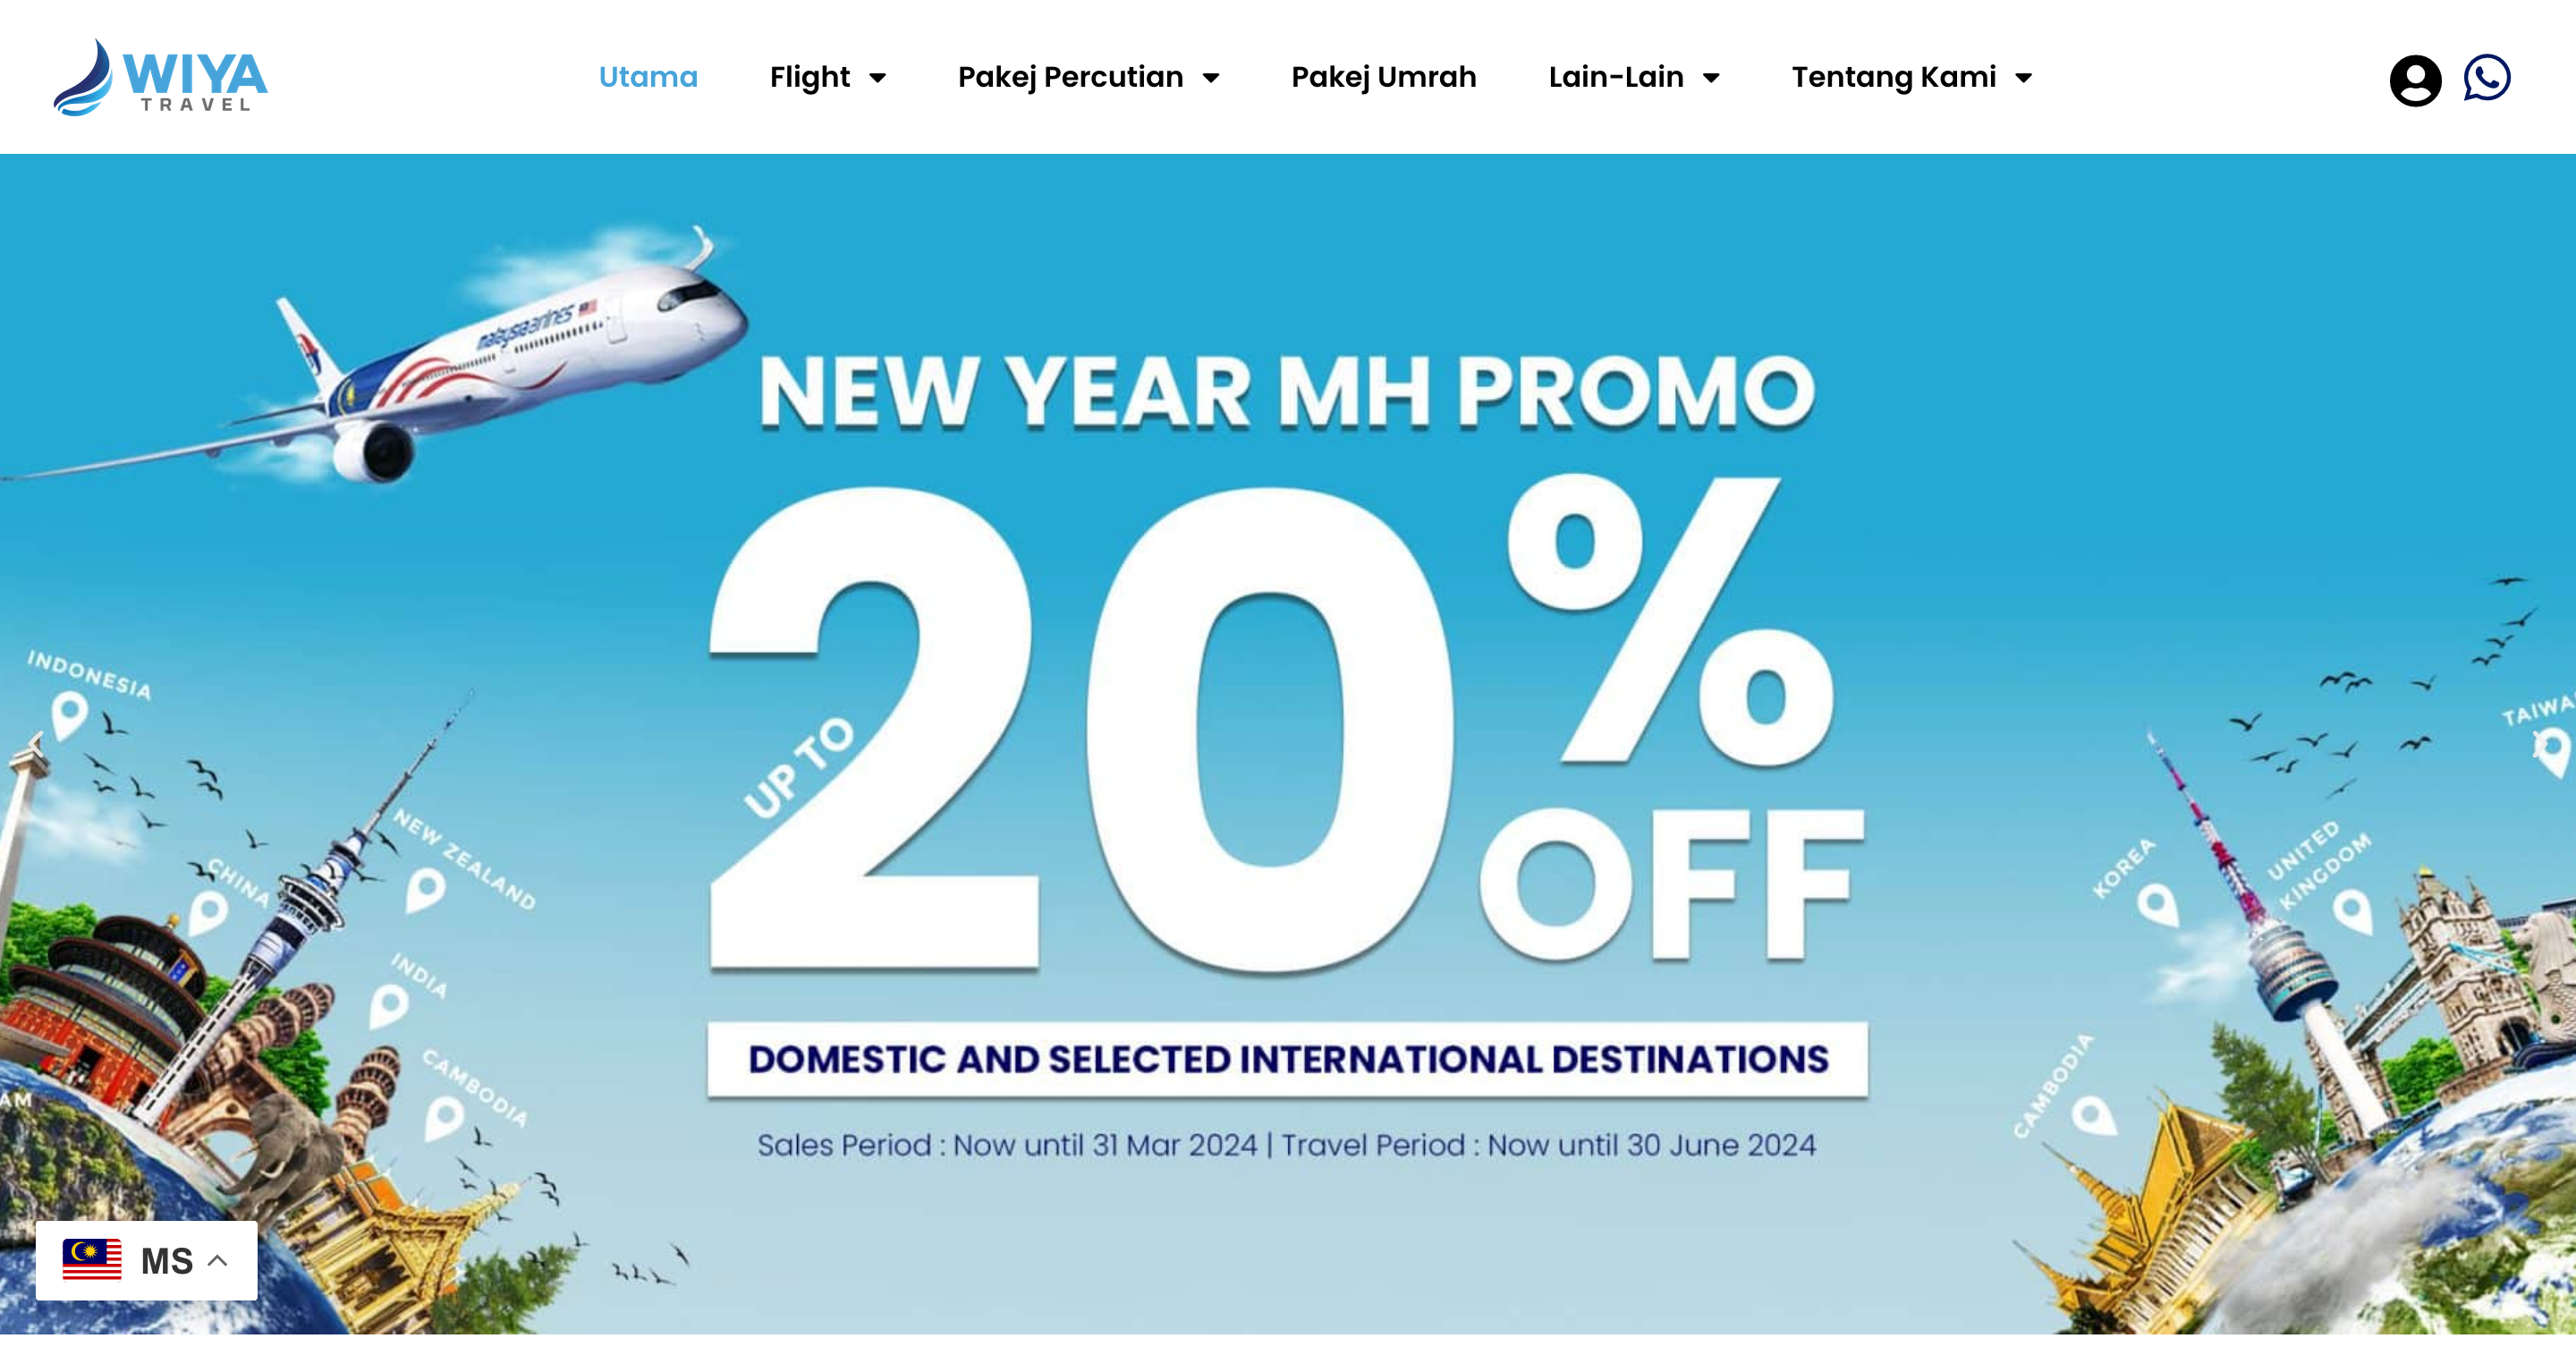 WIYA
TRAVEL
Utama
Flight
Pakej Percutian
Pakej Umrah
Lain-Lain
Tentang Kami
malaysia airlines
NEW YEAR MH PROMO
UP TO
20%
OFF
INDONESIA
NEW ZEALAND
CHINA
INDIA
CAMBODIA
AM
TAIWA
KOREA
UNITED
KINGDOM
CAMBODIA
DOMESTIC AND SELECTED INTERNATIONAL DESTINATIONS
Sales Period : Now until 31 Mar 2024 | Travel Period : Now until 30 June 2024
MS